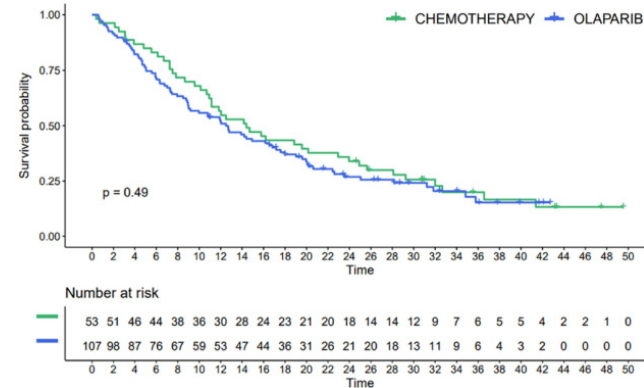 CHEMOTHERAPY OLAPARIB
1.00
0.75
0.50
0.25
0.00
Survival probability
p = 0.49
0 2 4 6 8 10 12 14 16 18 20 22 24 26 28 30 32 34 36 38 40 42 44 46 48 50
Time
Number at risk
53 51 46 44 38 36 30 28 24 23 21 20 18 14 14 12 9 7 6 5 5 4 2 2 1 0
107 98 87 76 67 59 53 47 44 36 31 26 21 20 18 13 11 9 6 4 3 2 0 0 0 0
0 2 4 6 8 10 12 14 16 18 20 22 24 26 28 30 32 34 36 38 40 42 44 46 48 50
Time